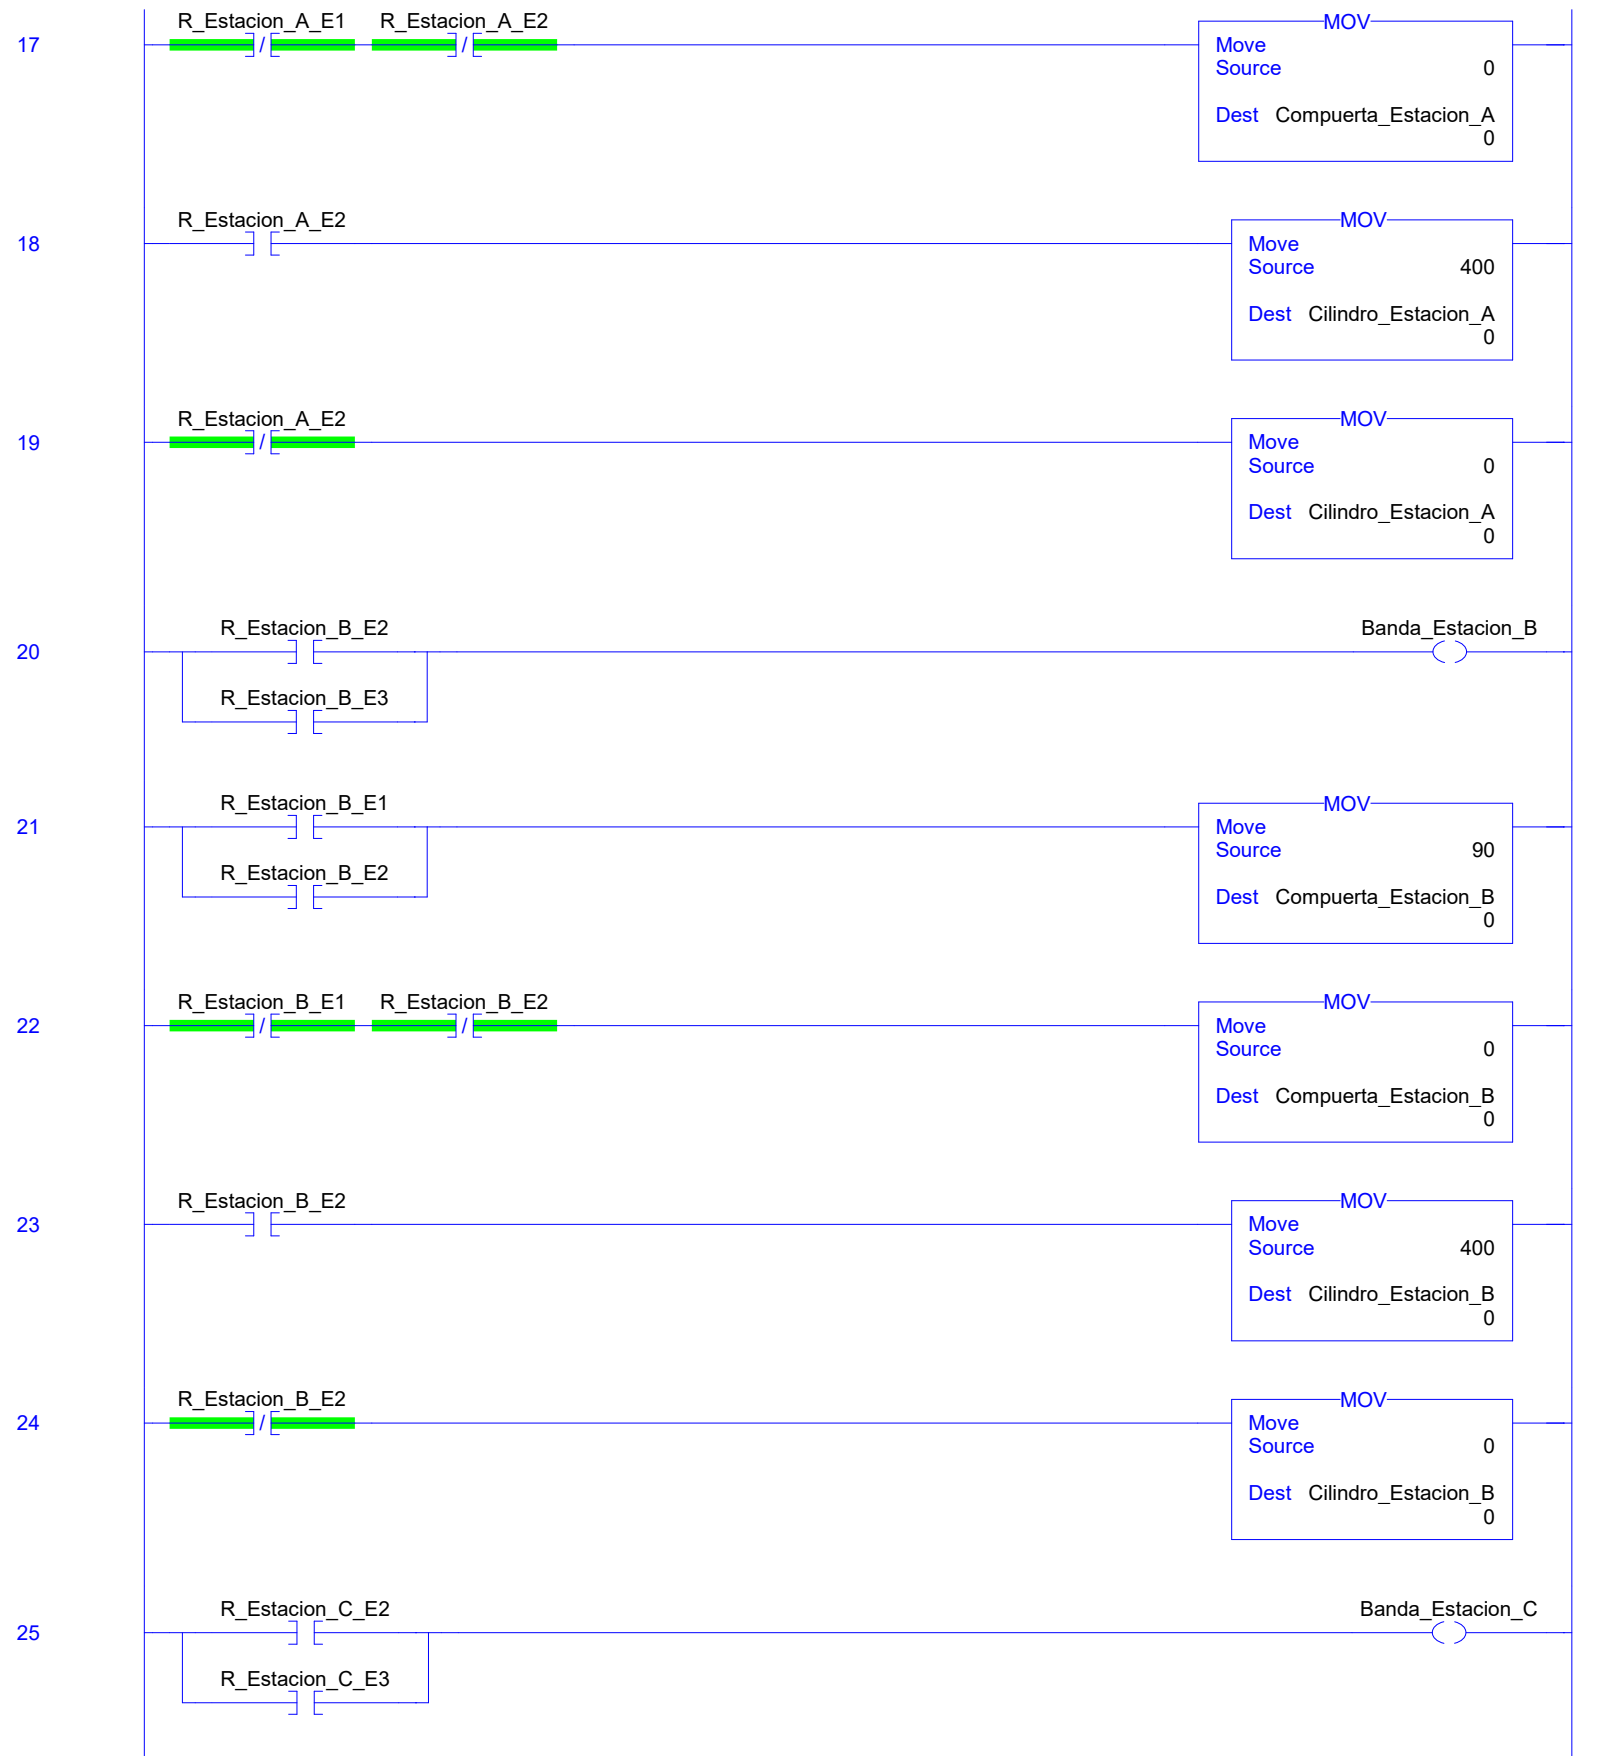 R_Estacion_A_E1 R_Estacion_A_E2 MOV
17 Move
Source 0
Dest Compuerta_Estacion_A
0
R_Estacion_A_E2 MOV
18 Move
Source 400
Dest Cilindro_Estacion_A
0
R_Estacion_A_E2 MOV
19 Move
Source 0
Dest Cilindro_Estacion_A
0
R_Estacion_B_E2 Banda_Estacion_B
20
R_Estacion_B_E3
R_Estacion_B_E1 MOV
21 Move
Source 90
R_Estacion_B_E2
Dest Compuerta_Estacion_B
0
R_Estacion_B_E1 R_Estacion_B_E2 MOV
22 Move
Source 0
Dest Compuerta_Estacion_B
0
R_Estacion_B_E2 MOV
23 Move
Source 400
Dest Cilindro_Estacion_B
0
R_Estacion_B_E2 MOV
24 Move
Source 0
Dest Cilindro_Estacion_B
0
R_Estacion_C_E2 Banda_Estacion_C
25
R_Estacion_C_E3